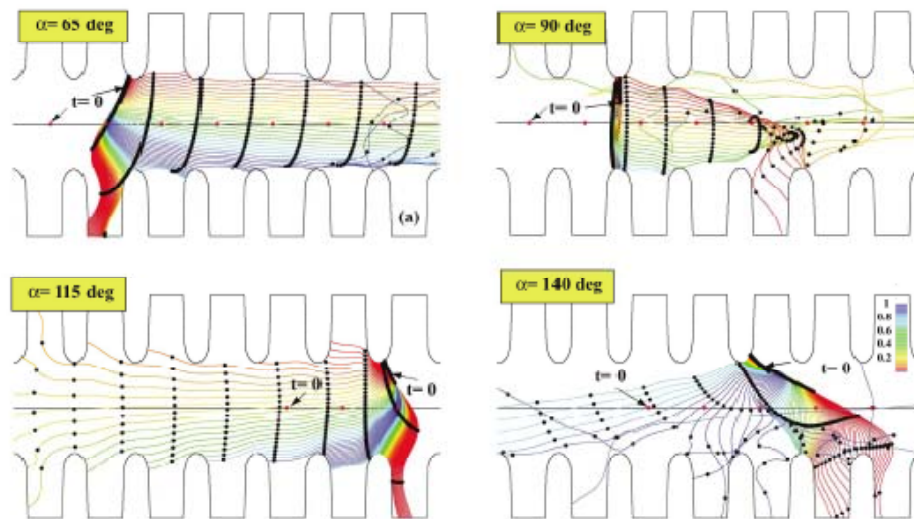 α= 65 deg
t= 0
(a)
α= 90 deg
t= 0
α= 115 deg
t= 0
t= 0
α= 140 deg
t= 0
t- 0
1
0.8
0.6
0.4
0.2